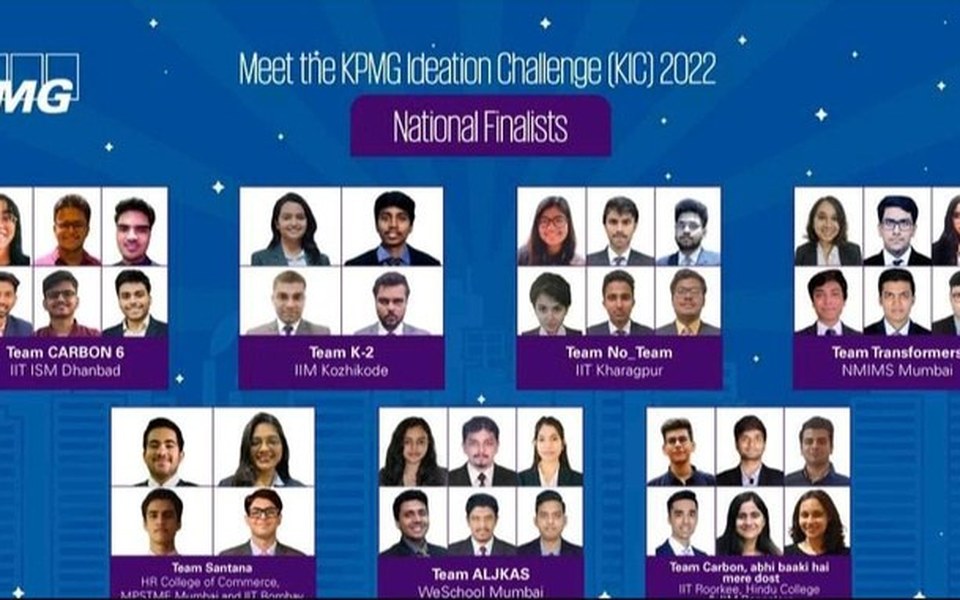 MG
Meet the KPMG Ideation Challenge (KIC) 2022
National Finalists
Team CARBON 6
IIT ISM Dhanbad
Team K-2
IIM Kozhikode
Team No_Team
IIT Kharagpur
Team Transformers
NMIMS Mumbai
Team Santana
HR College of Commerce,
MPSTME Mumbai and IIT Bombay
Team ALJKAS
WeSchool Mumbai
Team Carbon, abhi baaki hai
mere dost
IIT Roorkee, Hindu College